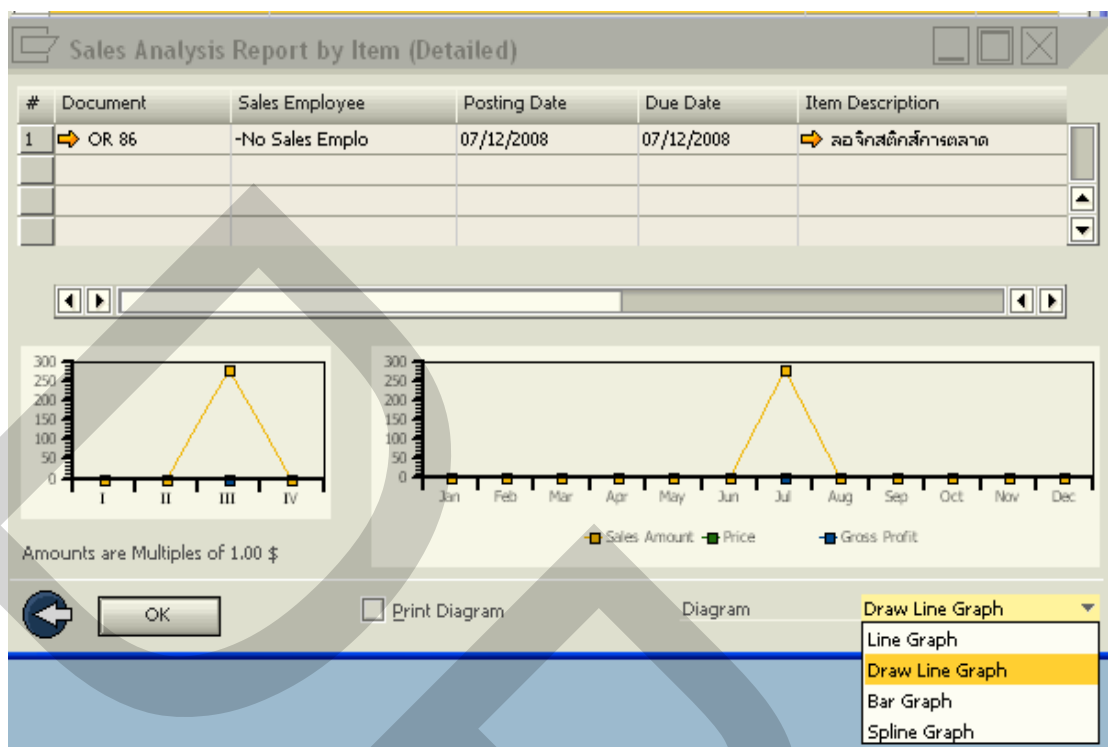 Sales Analysis Report by Item (Detailed)
# Document Sales Employee Posting Date Due Date Item Description
1 OR 86 -No Sales Emplo 07/12/2008 07/12/2008 ลอจิกสติกส์การตลาด
300
250
200
150
100
50
0
I II III IV
300
250
200
150
100
50
0
Jan Feb Mar Apr May Jun Jul Aug Sep Oct Nov Dec
Sales Amount Price Gross Profit
Amounts are Multiples of 1.00 $
OK Print Diagram Diagram Draw Line Graph
Line Graph
Draw Line Graph
Bar Graph
Spline Graph